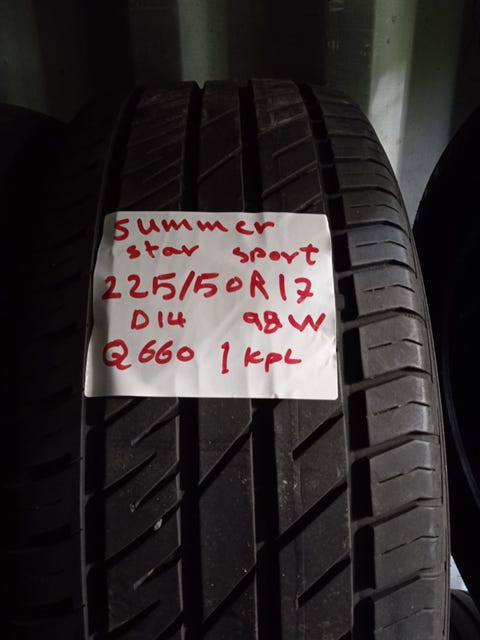 summer
star sport
225/50R17
D14 98W
Q660 1 KPL